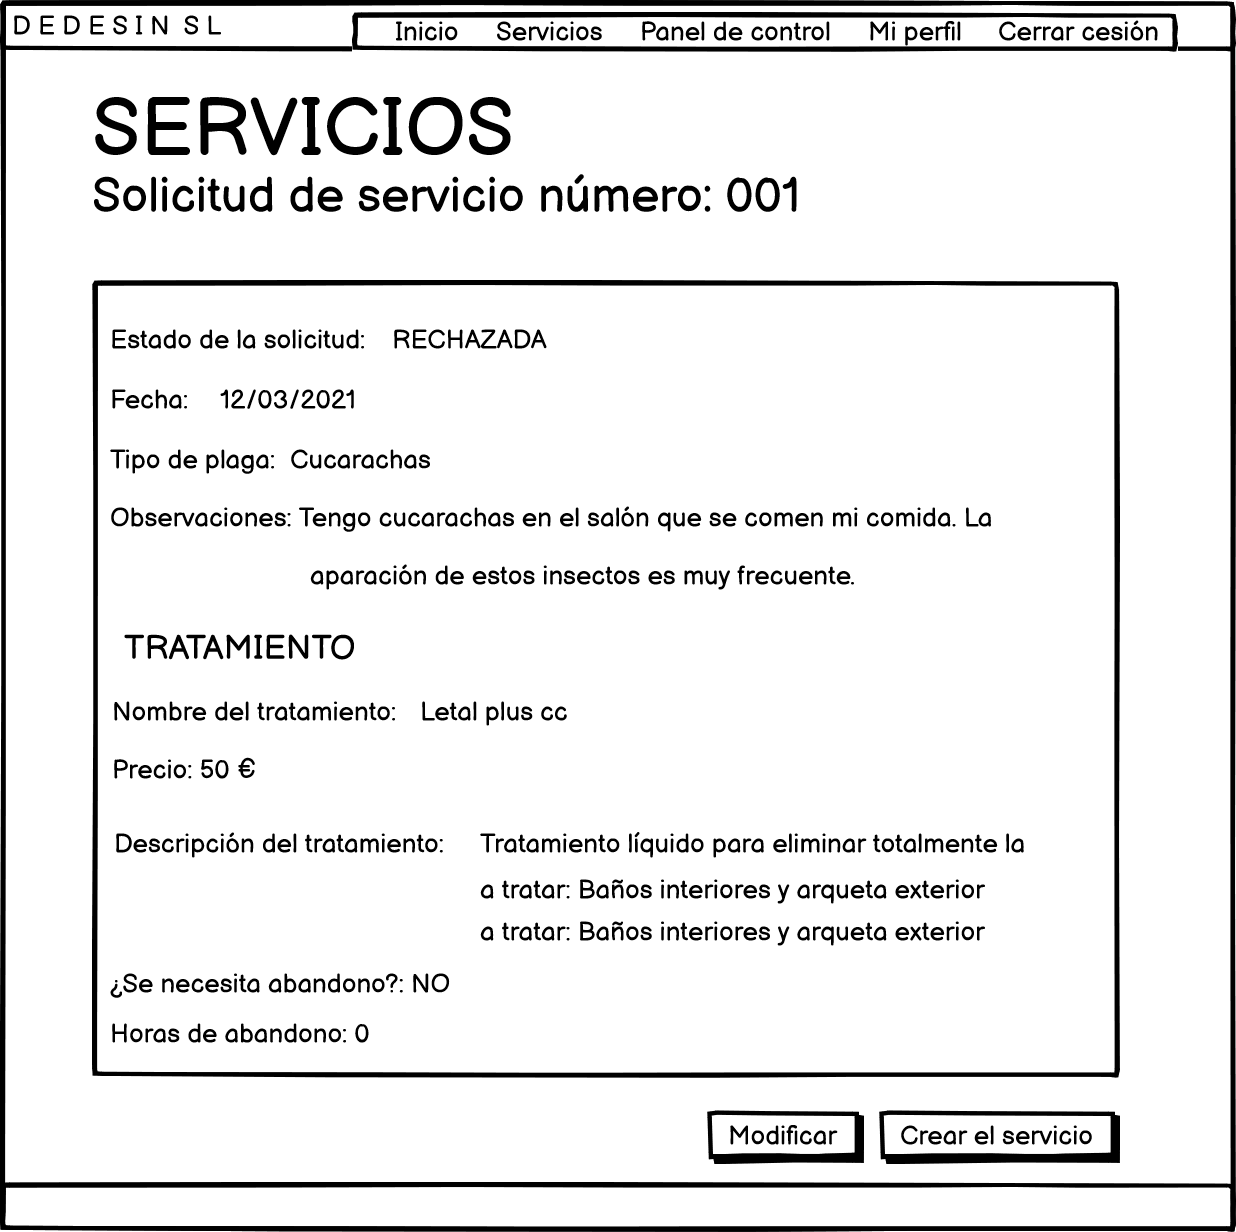 DEDESIN SL
Inicio Servicios Panel de control Mi perfil Cerrar cesión
SERVICIOS
Solicitud de servicio número: 001
Estado de la solicitud: RECHAZADA
Fecha: 12/03/2021
Tipo de plaga: Cucarachas
Observaciones: Tengo cucarachas en el salón que se comen mi comida. La
aparación de estos insectos es muy frecuente.
TRATAMIENTO
Nombre del tratamiento: Letal plus cc
Precio: 50 €
Descripción del tratamiento: Tratamiento líquido para eliminar totalmente la
a tratar: Baños interiores y arqueta exterior
a tratar: Baños interiores y arqueta exterior
¿Se necesita abandono?: NO
Horas de abandono: 0
Modificar Crear el servicio